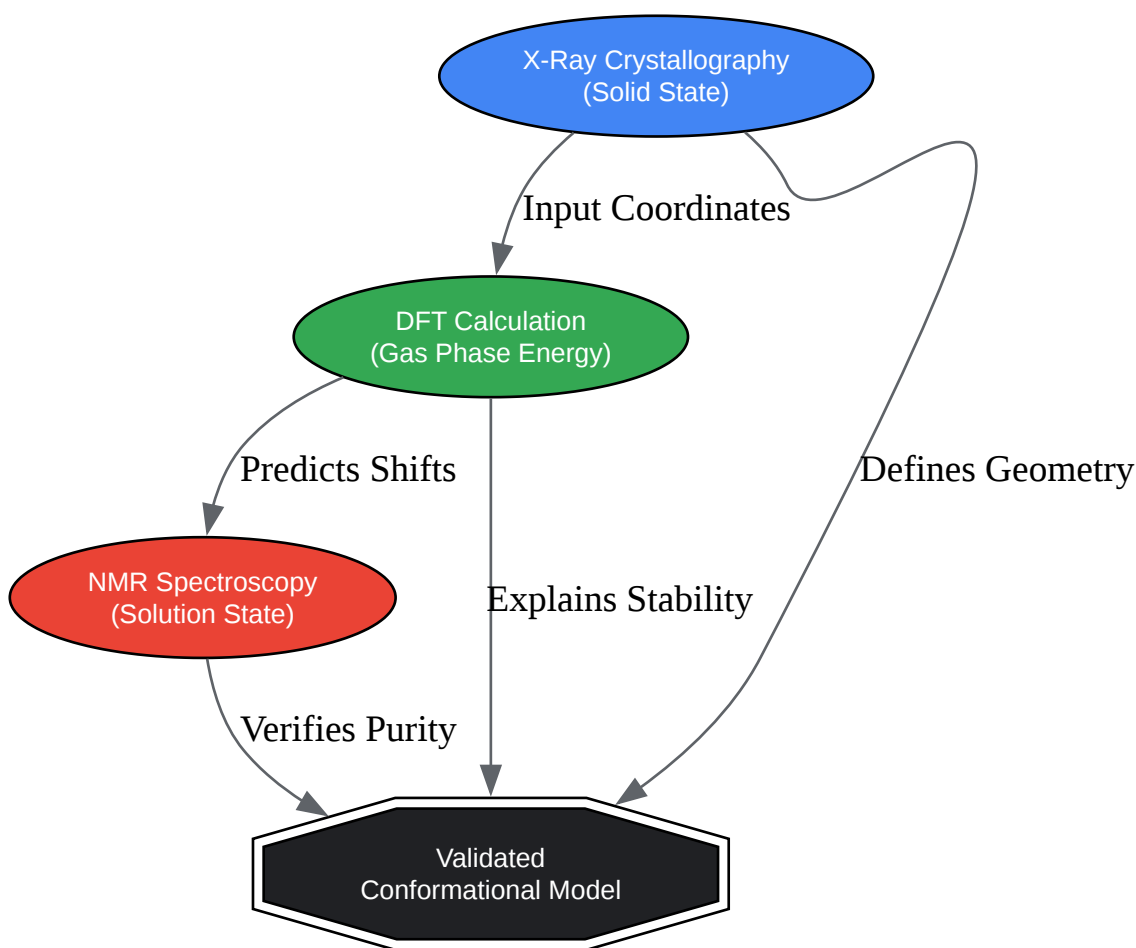 X-Ray Crystallography
(Solid State)
Input Coordinates
DFT Calculation
(Gas Phase Energy)
Predicts Shifts
Defines Geometry
NMR Spectroscopy
(Solution State)
Explains Stability
Verifies Purity
Validated
Conformational Model